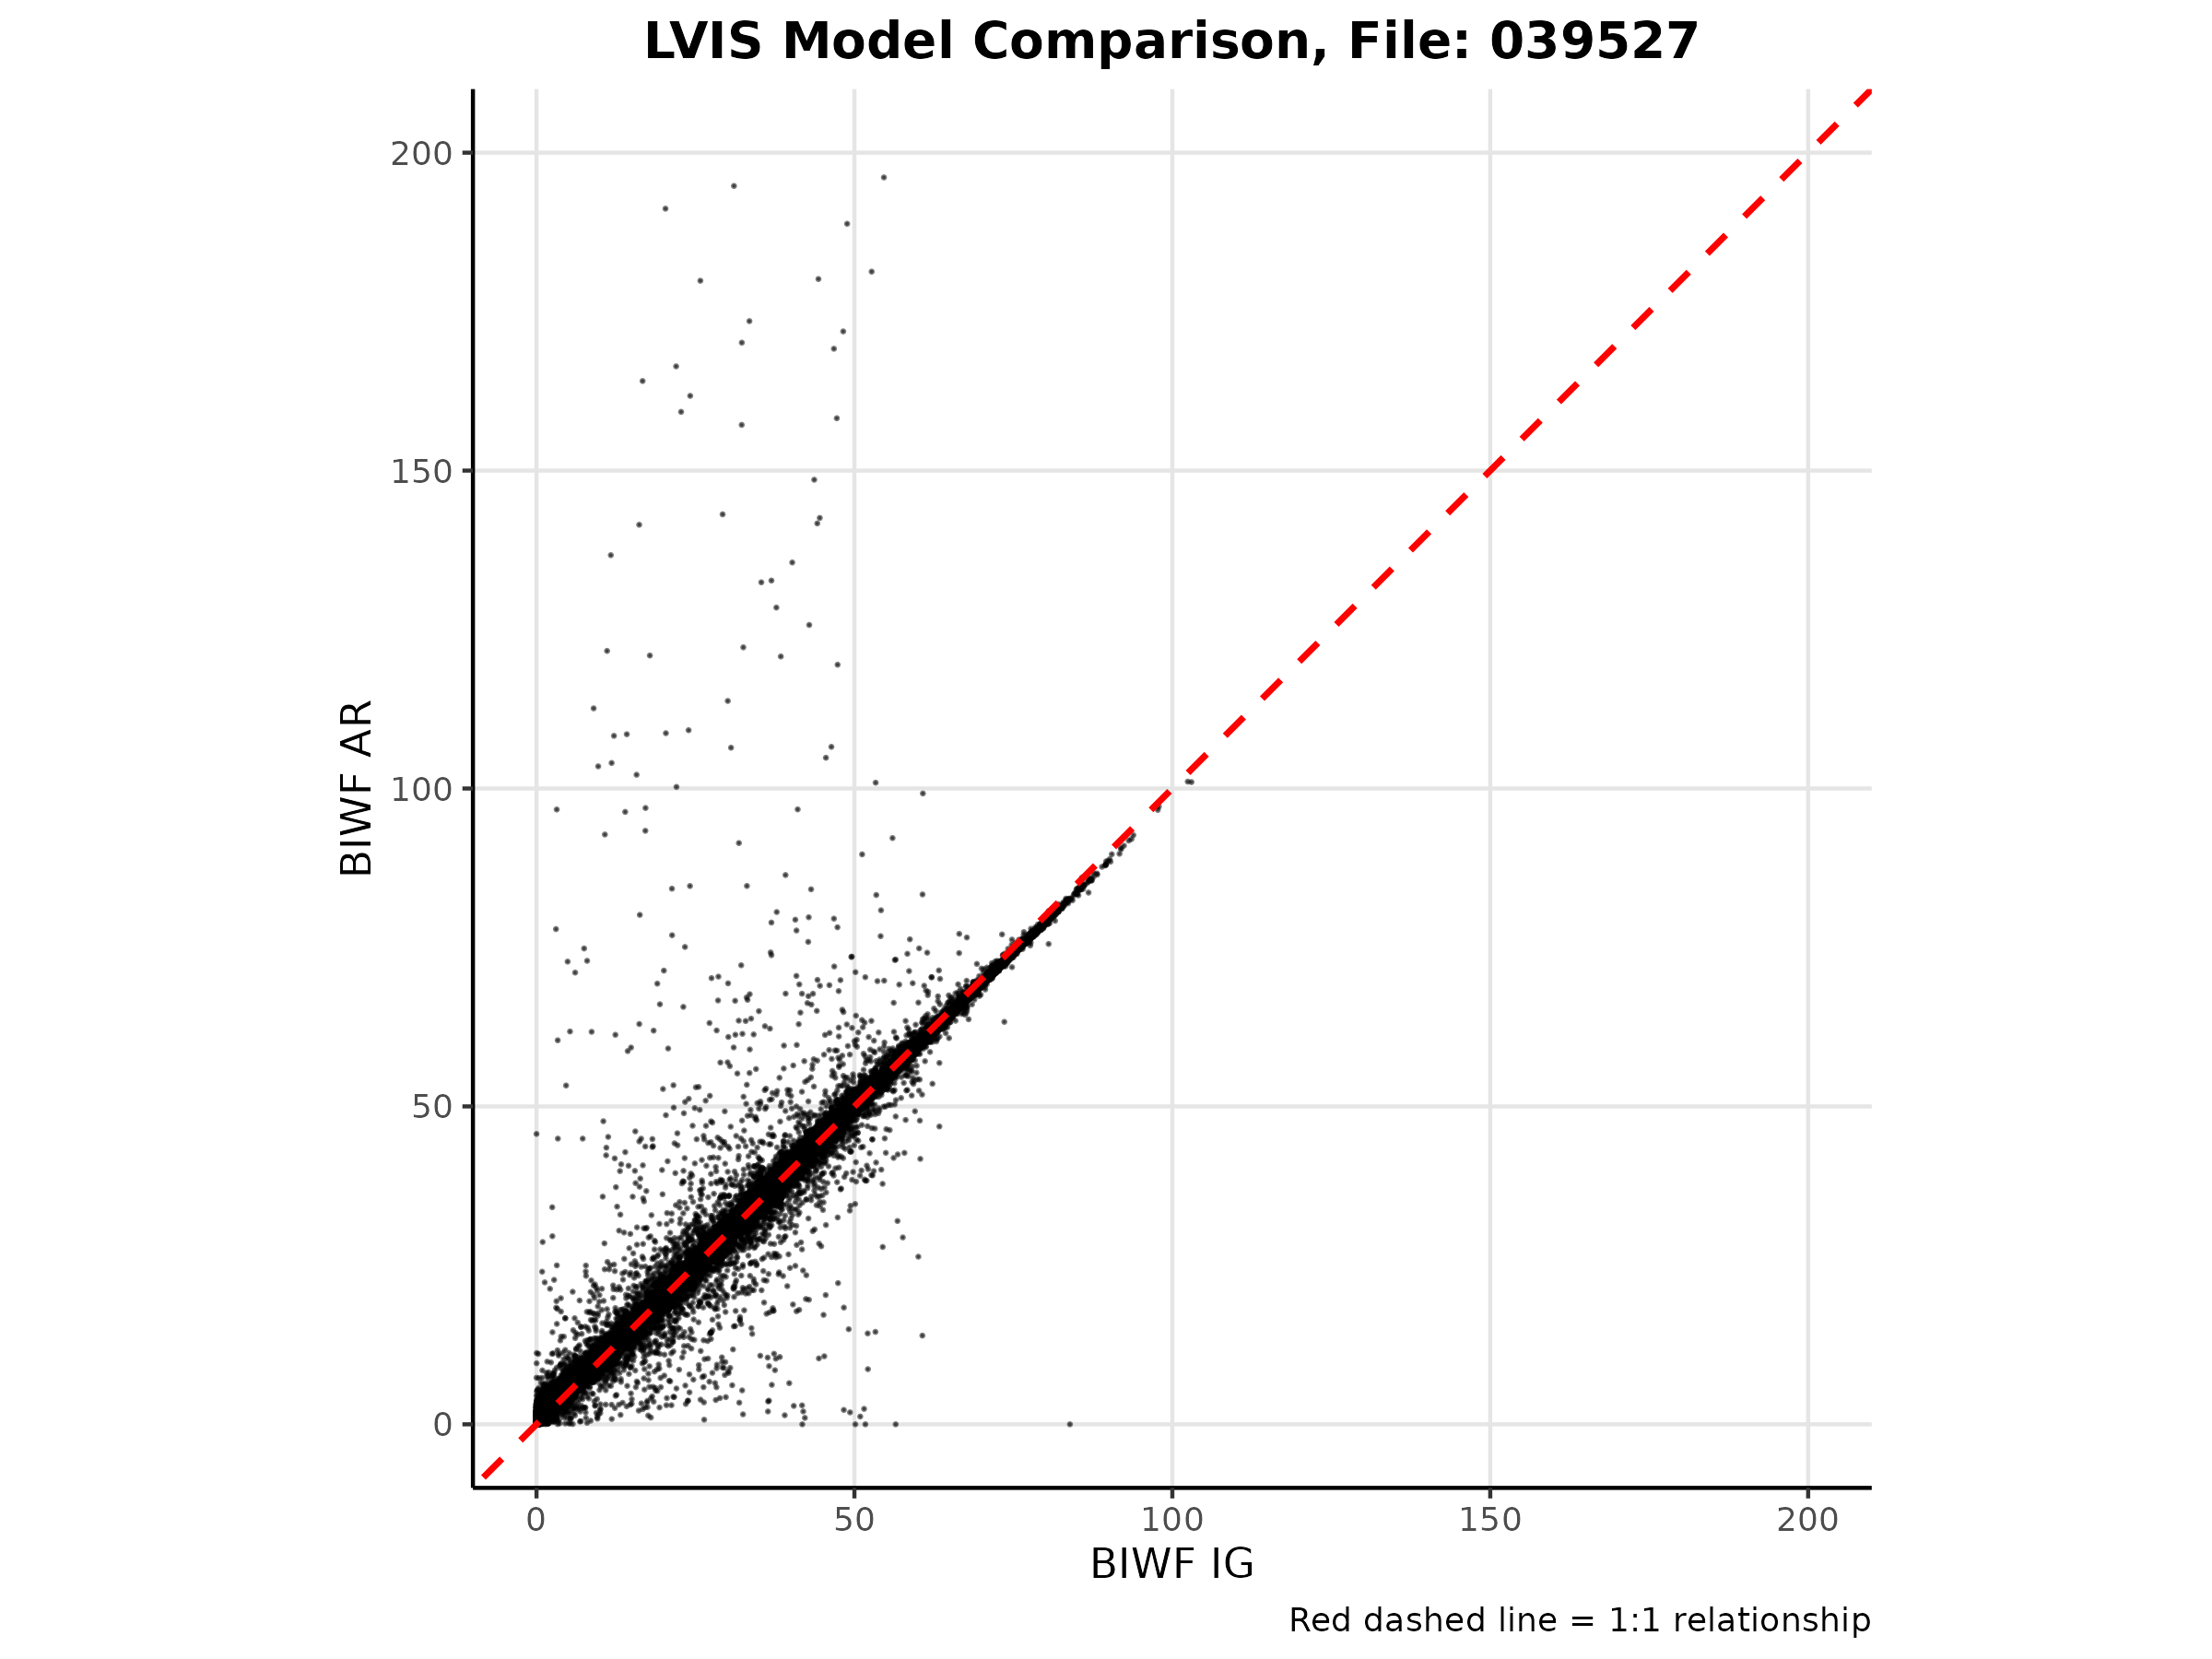 LVIS Model Comparison, File: 039527
BIWF AR
200
150
100
50
0
0 50 100 150 200
BIWF IG
Red dashed line = 1:1 relationship